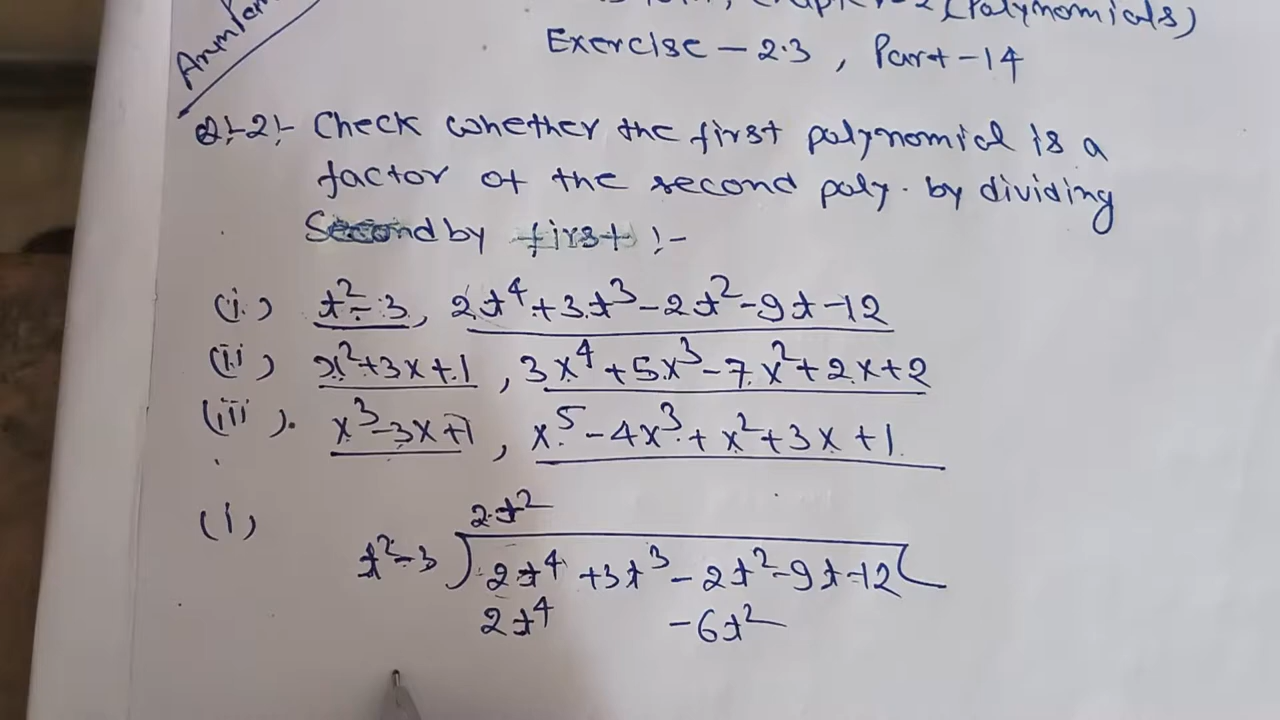 (Polynomials)
Exercise - 2.3, Part-14
Q!-2!- Check whether the first polynomial is a
factor of the second poly. by dividing
Second by first :-
(i.) t²-3, 2t⁴+3t³-2t²-9t-12
(ii) x²+3x+1, 3x⁴+5x³-7x²+2x+2
(iii). x³-3x+1, x⁵-4x³+x²+3x+1
(i)
2t²
t²-3 ) 2t⁴ +3t³-2t²-9t-12
2t⁴ -6t²